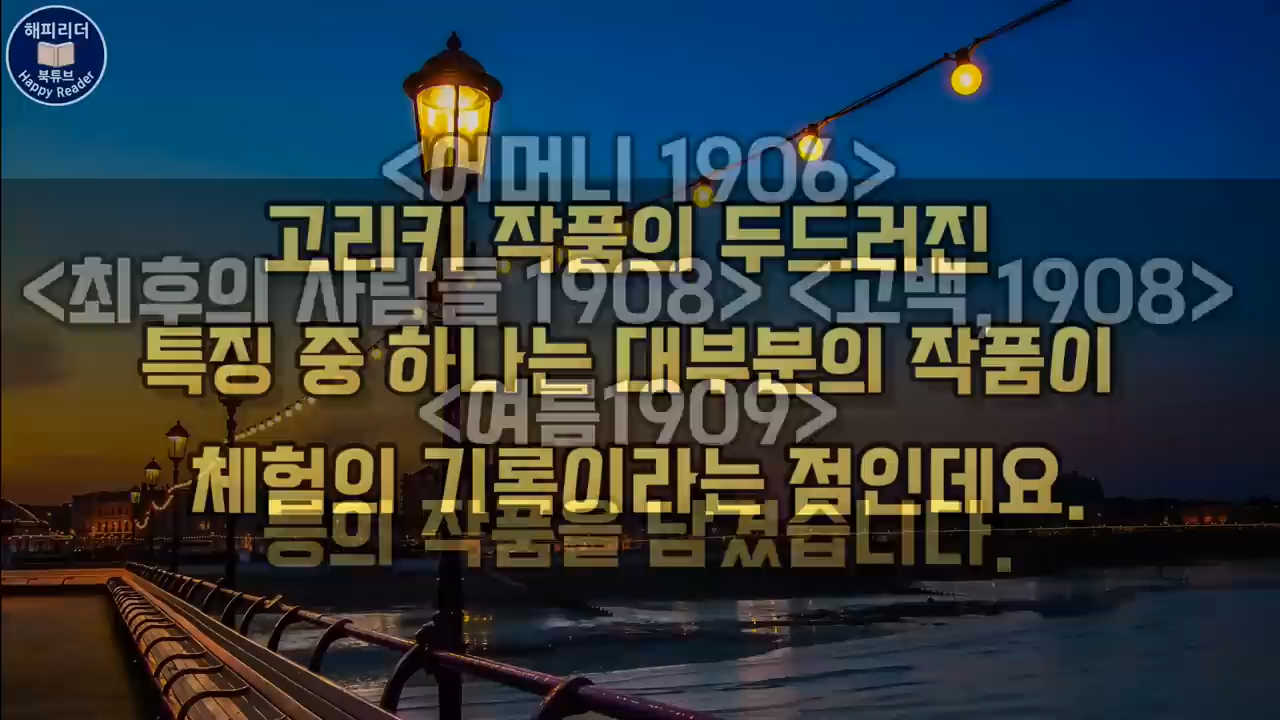 해피리더
북튜브
Happy Reader
<어머니 1906>
고리키 작품의 두드러진
<최후의 사람들 1908> <고백,1908>
특징 중 하나는 대부분의 작품이
<여름1909>
체험의 기록이라는 점인데요.
등의 작품을 남겼습니다.